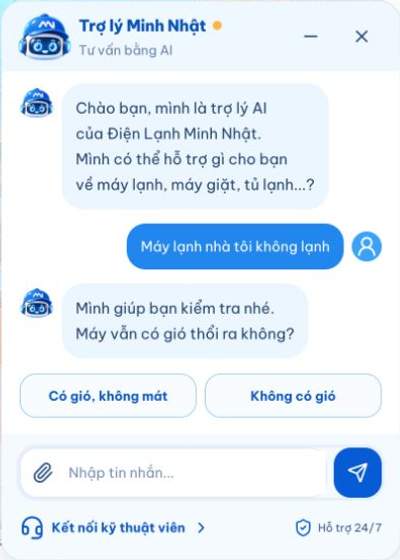 Trợ lý Minh Nhật
Tư vấn bằng AI
Chào bạn, mình là trợ lý AI
của Điện Lạnh Minh Nhật.
Mình có thể hỗ trợ gì cho bạn
về máy lạnh, máy giặt, tủ lạnh...?
Máy lạnh nhà tôi không lạnh
Mình giúp bạn kiểm tra nhé.
Máy vẫn có gió thổi ra không?
Có gió, không mát
Không có gió
Nhập tin nhắn...
Kết nối kỹ thuật viên
Hỗ trợ 24/7